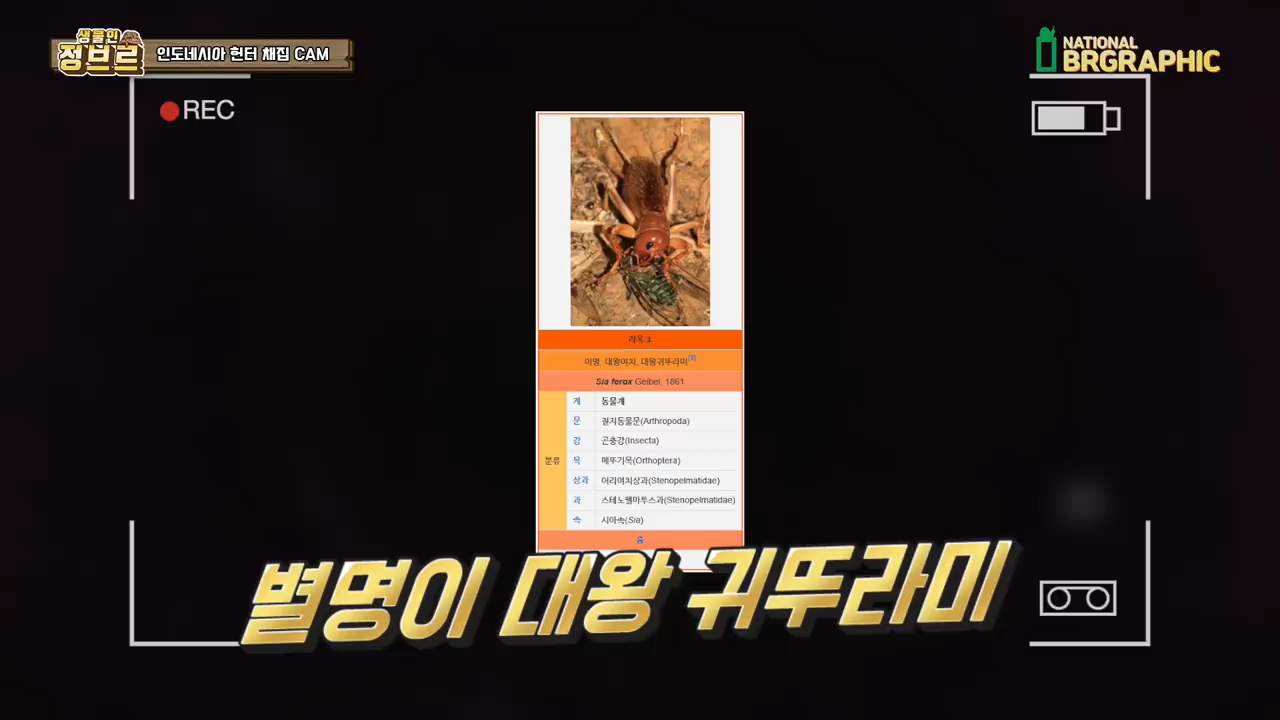 생물인
정브르
인도네시아 헌터 채집 CAM
NATIONAL
BRGRAPHIC
REC
리옥크
이명: 대왕여치, 대왕귀뚜라미[1]
Sia ferox Geibel, 1861
분류
계 동물계
문 절지동물문(Arthropoda)
강 곤충강(Insecta)
목 메뚜기목(Orthoptera)
상과 어리여치상과(Stenopelmatidae)
과 스테노펠마투스과(Stenopelmatidae)
속 시아속(Sia)
종
별명이 대왕 귀뚜라미